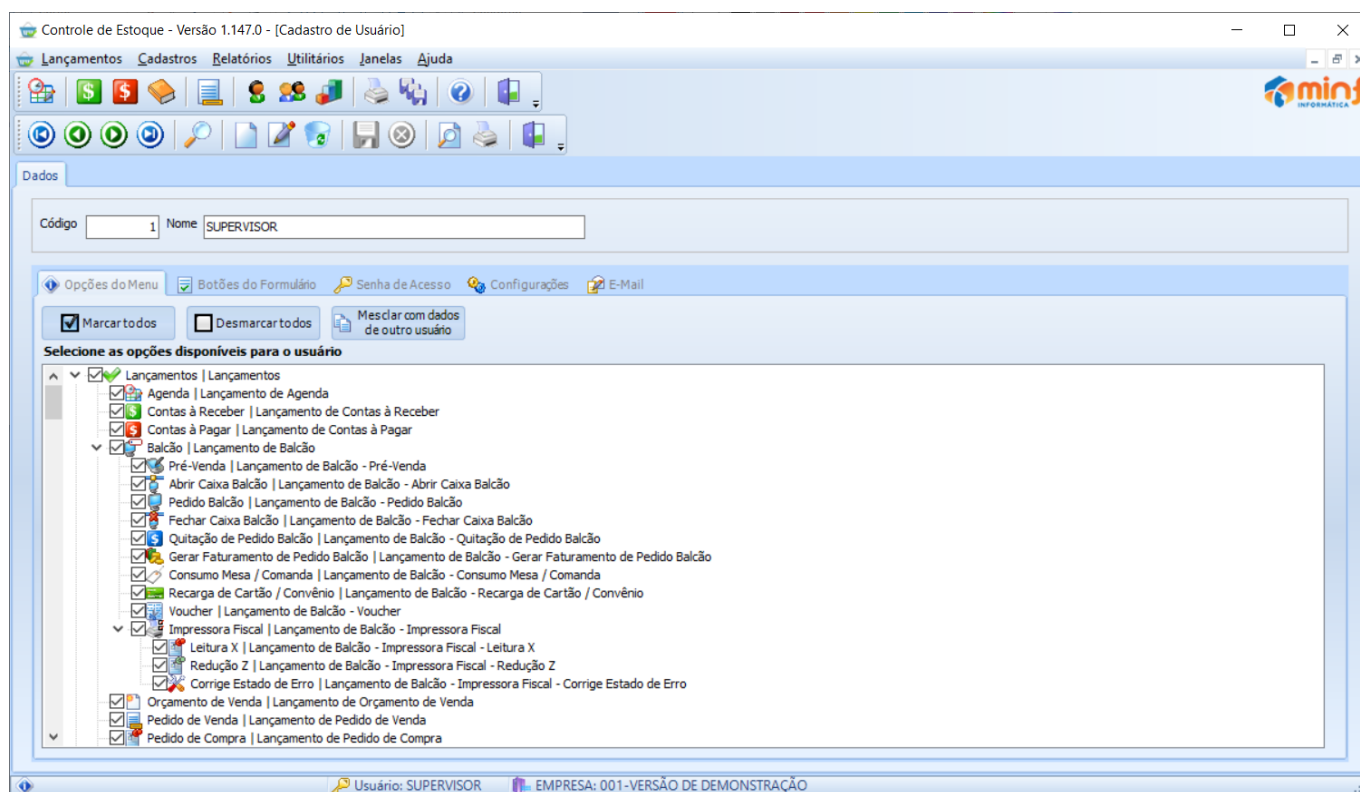 Controle de Estoque - Versão 1.147.0 - [Cadastro de Usuário]
Lançamentos Cadastros Relatórios Utilitários Janelas Ajuda
minf
INFORMÁTICA
Dados
Código 1 Nome SUPERVISOR
Opções do Menu Botões do Formulário Senha de Acesso Configurações E-Mail
Marcar todos Desmarcar todos Mesclar com dados
de outro usuário
Selecione as opções disponíveis para o usuário
Lançamentos | Lançamentos
Agenda | Lançamento de Agenda
Contas à Receber | Lançamento de Contas à Receber
Contas à Pagar | Lançamento de Contas à Pagar
Balcão | Lançamento de Balcão
Pré-Venda | Lançamento de Balcão - Pré-Venda
Abrir Caixa Balcão | Lançamento de Balcão - Abrir Caixa Balcão
Pedido Balcão | Lançamento de Balcão - Pedido Balcão
Fechar Caixa Balcão | Lançamento de Balcão - Fechar Caixa Balcão
Quitação de Pedido Balcão | Lançamento de Balcão - Quitação de Pedido Balcão
Gerar Faturamento de Pedido Balcão | Lançamento de Balcão - Gerar Faturamento de Pedido Balcão
Consumo Mesa / Comanda | Lançamento de Balcão - Consumo Mesa / Comanda
Recarga de Cartão / Convênio | Lançamento de Balcão - Recarga de Cartão / Convênio
Voucher | Lançamento de Balcão - Voucher
Impressora Fiscal | Lançamento de Balcão - Impressora Fiscal
Leitura X | Lançamento de Balcão - Impressora Fiscal - Leitura X
Redução Z | Lançamento de Balcão - Impressora Fiscal - Redução Z
Corrige Estado de Erro | Lançamento de Balcão - Impressora Fiscal - Corrige Estado de Erro
Orçamento de Venda | Lançamento de Orçamento de Venda
Pedido de Venda | Lançamento de Pedido de Venda
Pedido de Compra | Lançamento de Pedido de Compra
Usuário: SUPERVISOR EMPRESA: 001-VERSÃO DE DEMONSTRAÇÃO